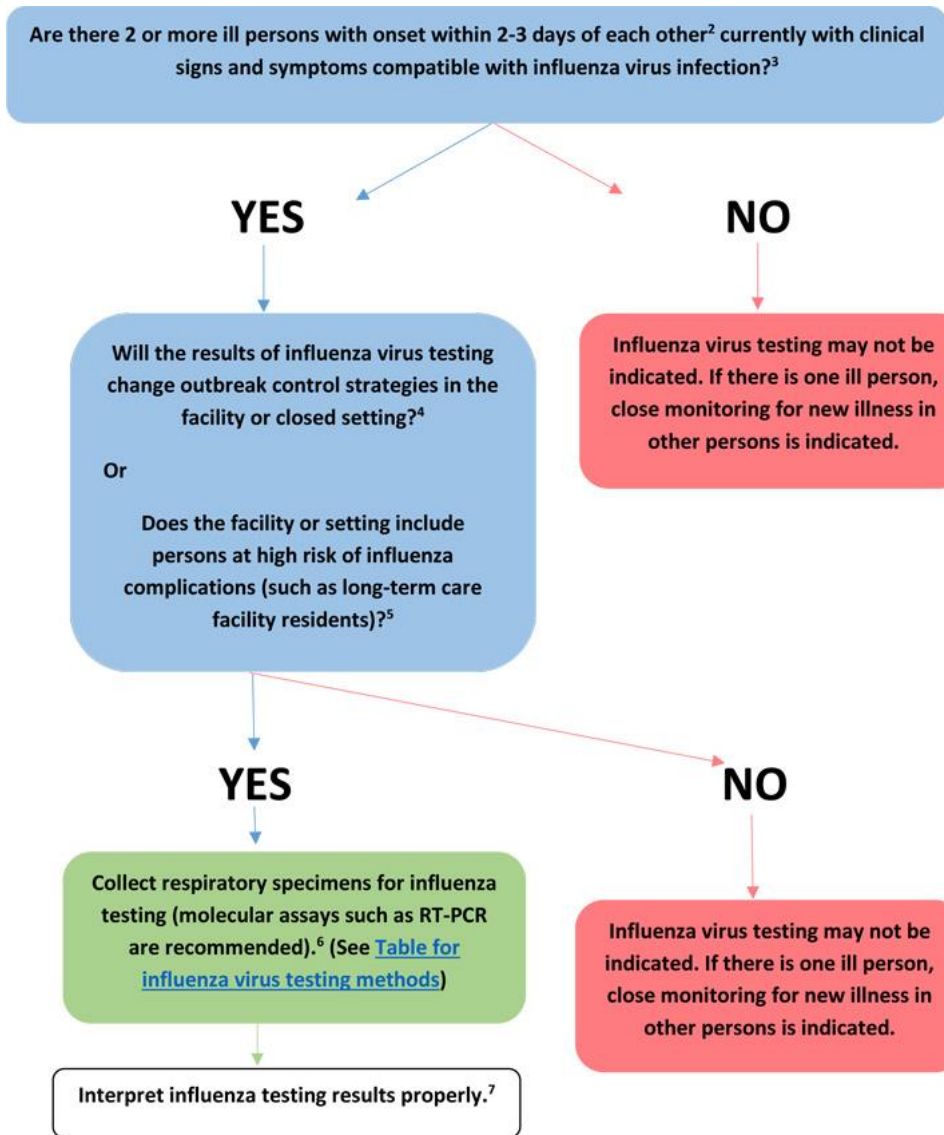 Are there 2 or more ill persons with onset within 2-3 days of each other² currently with clinical
signs and symptoms compatible with influenza virus infection?³
YES
NO
Will the results of influenza virus testing
change outbreak control strategies in the
facility or closed setting?⁴
Or
Does the facility or setting include
persons at high risk of influenza
complications (such as long-term care
facility residents)?⁵
Influenza virus testing may not be
indicated. If there is one ill person,
close monitoring for new illness in
other persons is indicated.
YES
NO
Collect respiratory specimens for influenza
testing (molecular assays such as RT-PCR
are recommended).⁶ (See Table for
influenza virus testing methods)
Influenza virus testing may not be
indicated. If there is one ill person,
close monitoring for new illness in
other persons is indicated.
Interpret influenza testing results properly.⁷